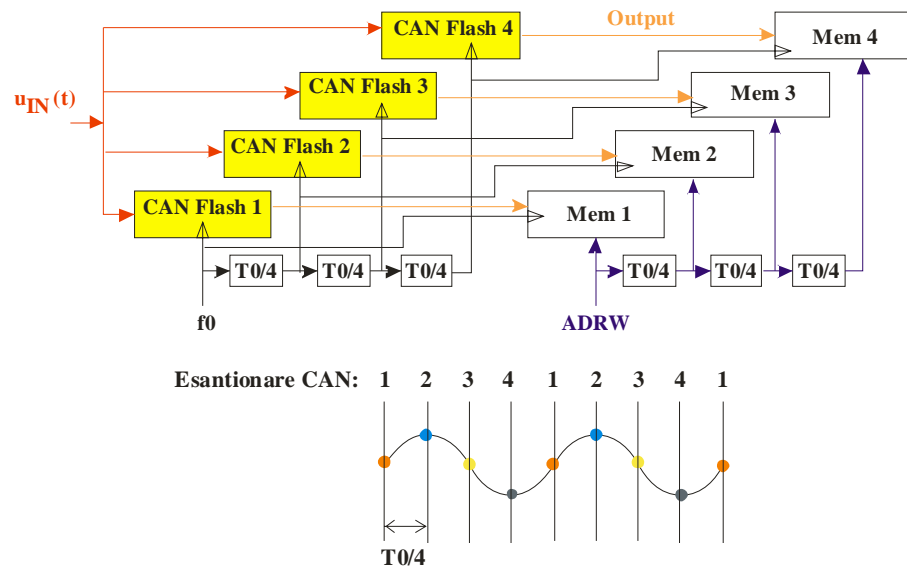 CAN Flash 4
Output
Mem 4
CAN Flash 3
Mem 3
u_IN(t)
CAN Flash 2
Mem 2
CAN Flash 1
Mem 1
T0/4 T0/4 T0/4 T0/4 T0/4 T0/4
f0 ADRW
Esantionare CAN: 1 2 3 4 1 2 3 4 1
T0/4